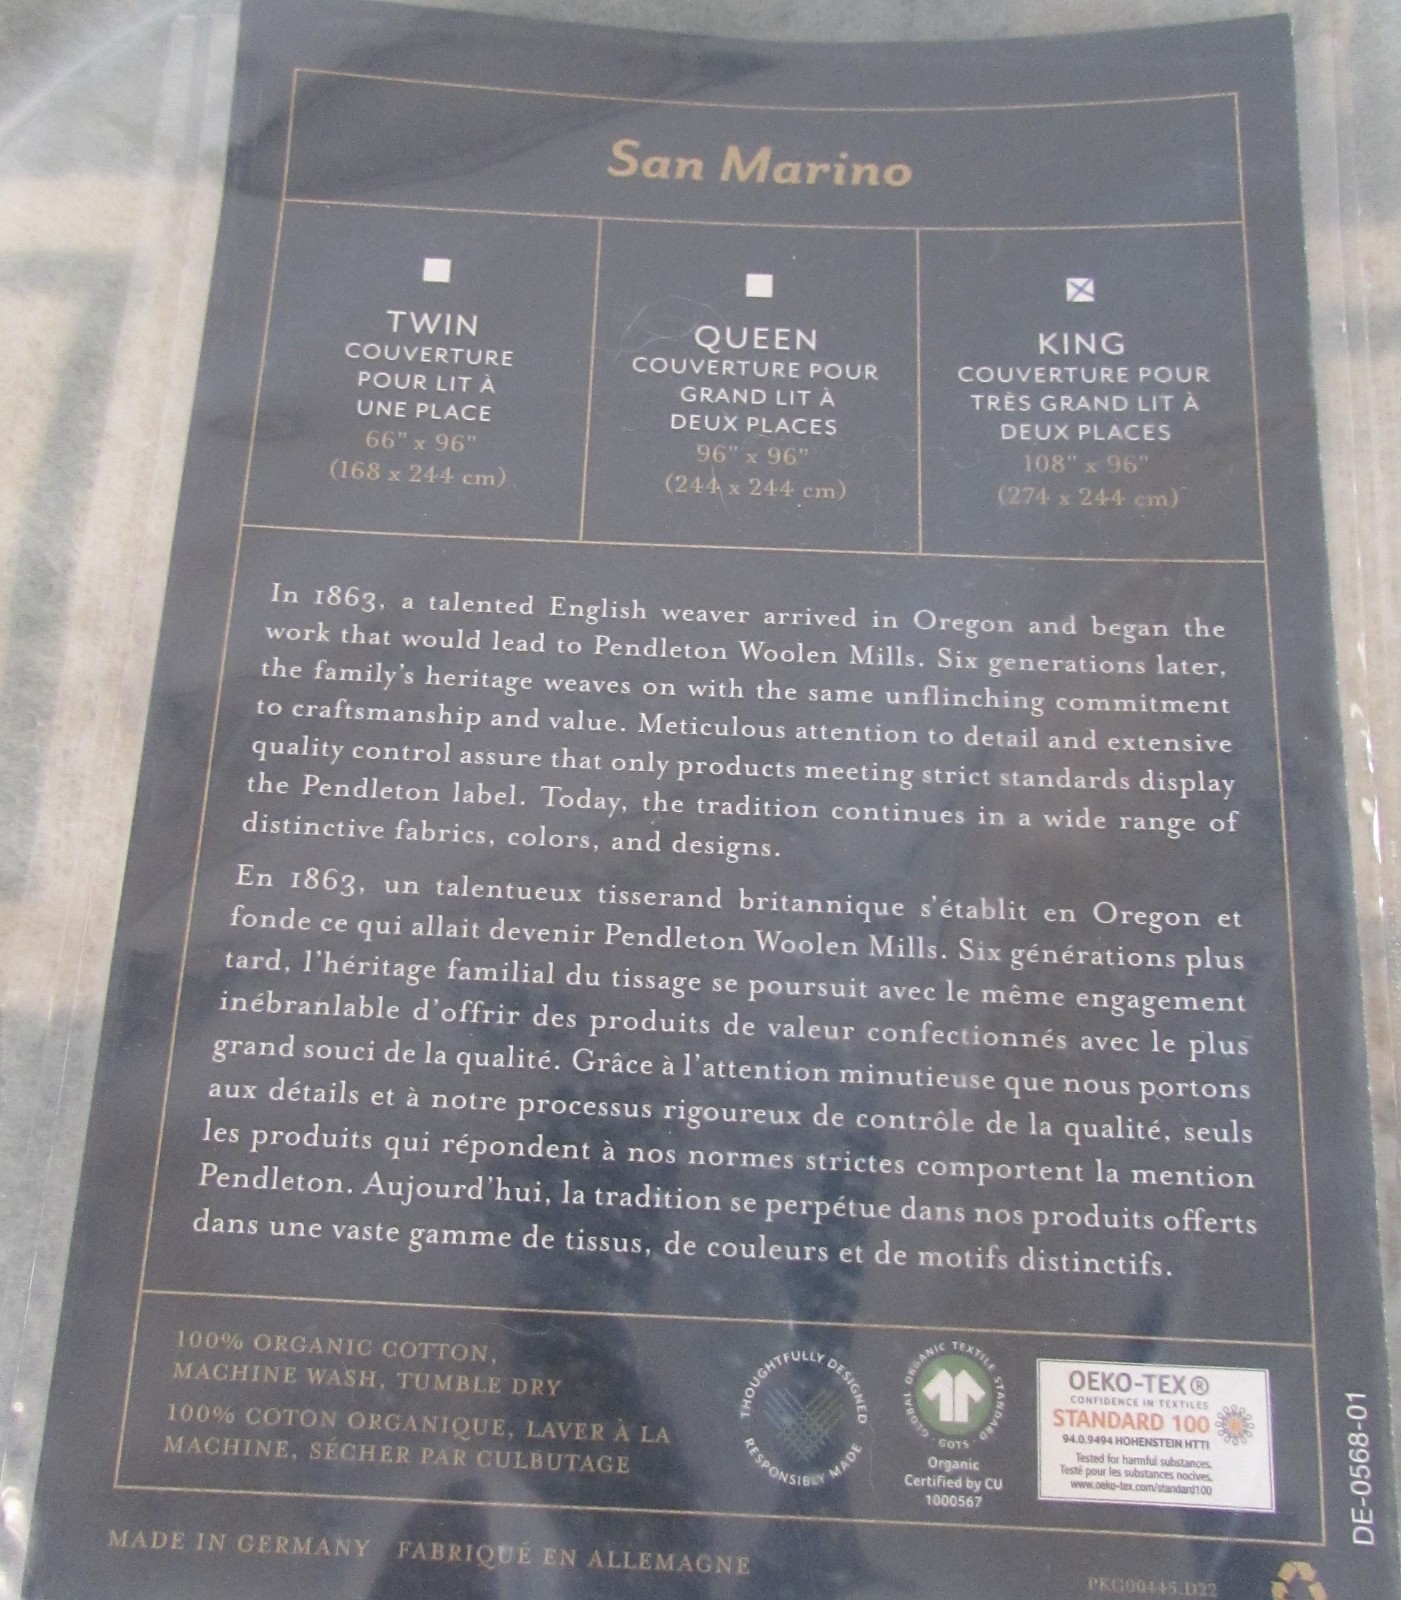 San Marino
TWIN
COUVERTURE
POUR LIT À
UNE PLACE
66" x 96"
(168 x 244 cm)
QUEEN
COUVERTURE POUR
GRAND LIT À
DEUX PLACES
96" x 96"
(244 x 244 cm)
KING
COUVERTURE POUR
TRÈS GRAND LIT À
DEUX PLACES
108" x 96"
(274 x 244 cm)
In 1863, a talented English weaver arrived in Oregon and began the
work that would lead to Pendleton Woolen Mills. Six generations later,
the family's heritage weaves on with the same unflinching commitment
to craftsmanship and value. Meticulous attention to detail and extensive
quality control assure that only products meeting strict standards display
the Pendleton label. Today, the tradition continues in a wide range of
distinctive fabrics, colors, and designs.
En 1863, un talentueux tisserand britannique s'établit en Oregon et
fonde ce qui allait devenir Pendleton Woolen Mills. Six générations plus
tard, l'héritage familial du tissage se poursuit avec le même engagement
inébranlable d'offrir des produits de valeur confectionnés avec le plus
grand souci de la qualité. Grâce à l'attention minutieuse que nous portons
aux détails et à notre processus rigoureux de contrôle de la qualité, seuls
les produits qui répondent à nos normes strictes comportent la mention
Pendleton. Aujourd'hui, la tradition se perpétue dans nos produits offerts
dans une vaste gamme de tissus, de couleurs et de motifs distinctifs.
100% ORGANIC COTTON,
MACHINE WASH, TUMBLE DRY
100% COTON ORGANIQUE, LAVER À LA
MACHINE, SÉCHER PAR CULBUTAGE
THOUGHTFULLY DESIGNED
RESPONSIBLY MADE
GLOBAL ORGANIC TEXTILE STANDARD
· GOTS ·
Organic
Certified by CU
1000567
OEKO-TEX®
CONFIDENCE IN TEXTILES
STANDARD 100
94.0.9494 HOHENSTEIN HTTI
Tested for harmful substances.
Testé pour les substances nocives.
www.oeko-tex.com/standard100
DE-0568-01
MADE IN GERMANY FABRIQUÉ EN ALLEMAGNE
PKG00445.D22